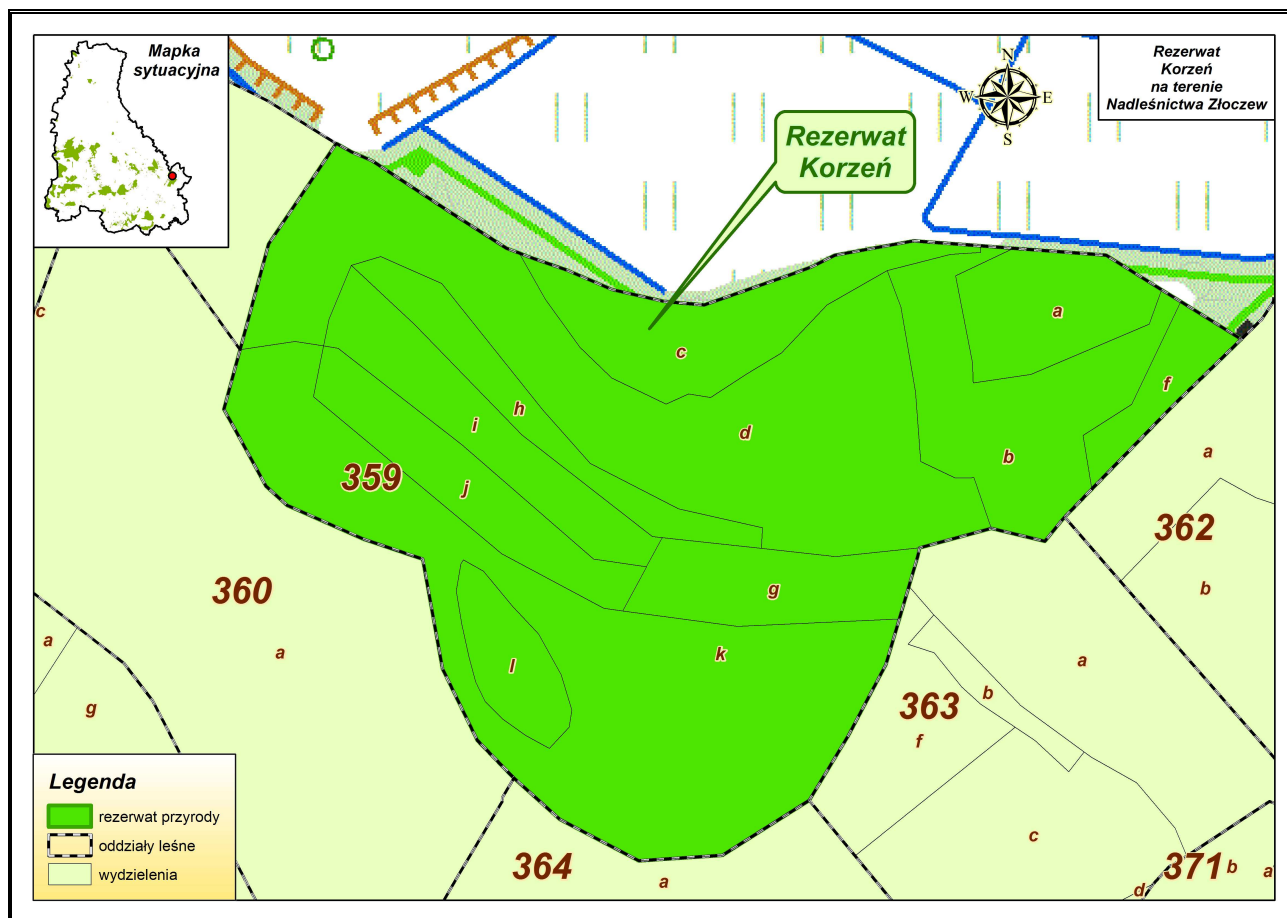 Mapka
sytuacyjna
Rezerwat
Korzeń
na terenie
Nadleśnictwa Złoczew
N
W E
S
Rezerwat
Korzeń
c
a
c
f
h
d
i
a
b
359
j
362
360
g
b
a
k
a
a
l
b
g
363
f
Legenda
rezerwat przyrody
oddziały leśne
wydzielenia
c
364
a
371
b
a
d